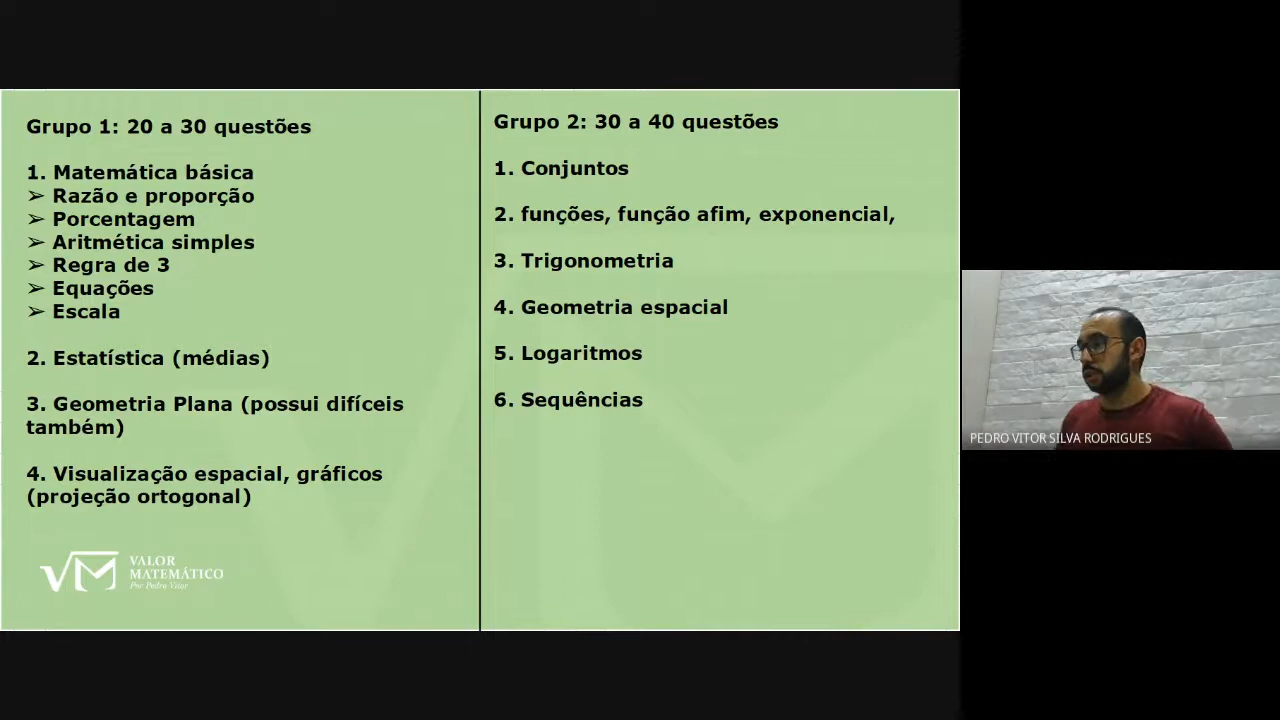 Grupo 1: 20 a 30 questões
1. Matemática básica
➢ Razão e proporção
➢ Porcentagem
➢ Aritmética simples
➢ Regra de 3
➢ Equações
➢ Escala
2. Estatística (médias)
3. Geometria Plana (possui difíceis
também)
4. Visualização espacial, gráficos
(projeção ortogonal)
VALOR
MATEMÁTICO
Por Pedro Vitor
Grupo 2: 30 a 40 questões
1. Conjuntos
2. funções, função afim, exponencial,
3. Trigonometria
4. Geometria espacial
5. Logaritmos
6. Sequências
PEDRO VITOR SILVA RODRIGUES